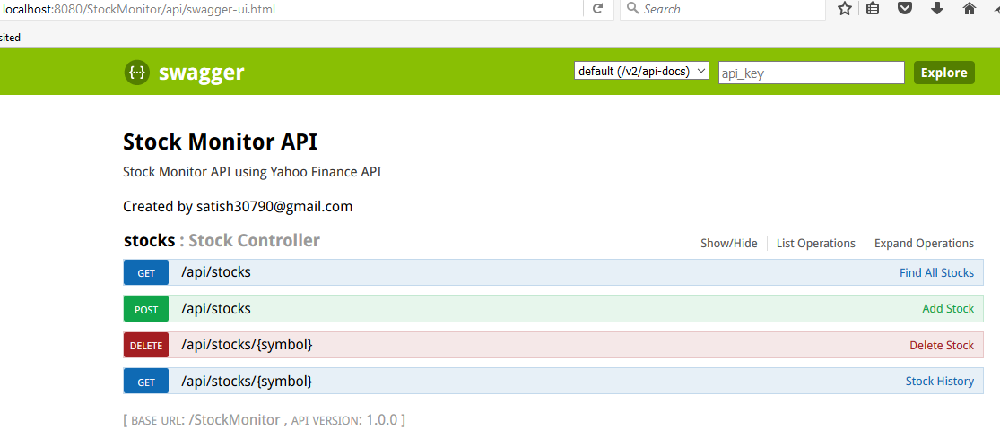 localhost:8080/StockMonitor/api/swagger-ui.html Search
sited
{···} swagger default (/v2/api-docs) api_key Explore
Stock Monitor API
Stock Monitor API using Yahoo Finance API
Created by satish30790@gmail.com
stocks : Stock Controller Show/Hide List Operations Expand Operations
GET /api/stocks Find All Stocks
POST /api/stocks Add Stock
DELETE /api/stocks/{symbol} Delete Stock
GET /api/stocks/{symbol} Stock History
[ BASE URL: /StockMonitor , API VERSION: 1.0.0 ]